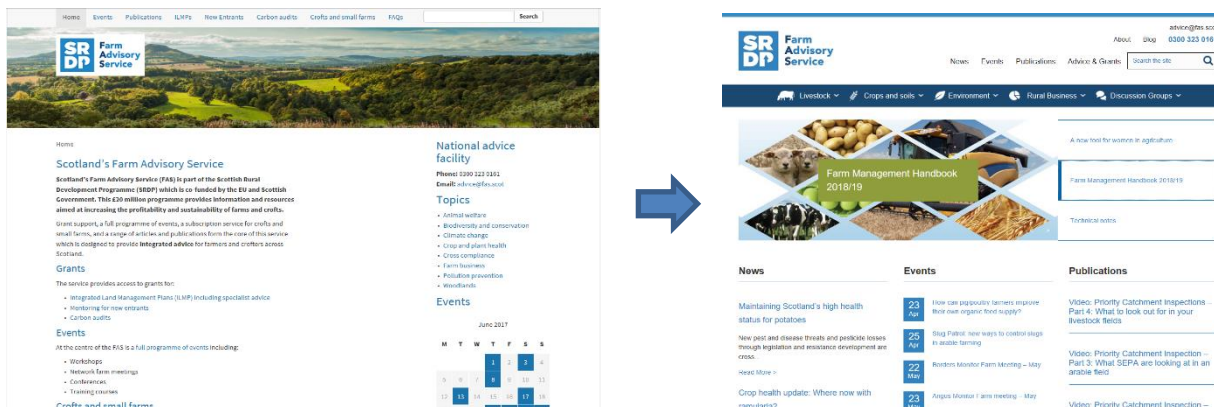 Home Events Publications ILMPs New Entrants Carbon audits Crofts and small farms FAQs Search
SRDP Farm Advisory Service
Home
Scotland's Farm Advisory Service
Scotland's Farm Advisory Service (FAS) is part of the Scottish Rural
Development Programme (SRDP) which is co-funded by the EU and Scottish
Government. This £20 million programme provides information and resources
aimed at increasing the profitability and sustainability of farms and crofts.
Grant support, a full programme of events, a subscription service for crofts and
small farms, and a range of articles and publications form the core of this service
which is designed to provide integrated advice for farmers and crofters across
Scotland.
Grants
The service provides access to grants for:
• Integrated Land Management Plans (ILMP) including specialist advice
• Mentoring for new entrants
• Carbon audits
Events
At the centre of the FAS is a full programme of events including:
• Workshops
• Network farm meetings
• Conferences
• Training courses
Crofts and small farms
National advice
facility
Phone: 0300 323 0161
Email: advice@fas.scot
Topics
• Animal welfare
• Biodiversity and conservation
• Climate change
• Crop and plant health
• Cross compliance
• Farm business
• Pollution prevention
• Woodlands
Events
June 2017
M T W T F S S
1 2 3 4
5 6 7 8 9 10 11
12 13 14 15 16 17 18
SRDP Farm Advisory Service
advice@fas.sco
About Blog 0300 323 016
News Events Publications Advice & Grants Search the site
Livestock Crops and soils Environment Rural Business Discussion Groups
Farm Management Handbook
2018/19
A new tool for women in agriculture
Farm Management Handbook 2018/19
Technical notes
News
Maintaining Scotland's high health
status for potatoes
New pest and disease threats and pesticide losses
through legislation and resistance development are
cross...
Read More »
Crop health update: Where now with
ramularia?
Events
23 Apr How can pig/poultry farmers improve
their own organic food supply?
25 Apr Slug Patrol: new ways to control slugs
in arable farming
22 May Borders Monitor Farm Meeting – May
23 May Angus Monitor Farm meeting – May
Publications
Video: Priority Catchment Inspections –
Part 4: What to look out for in your
livestock fields
Video: Priority Catchment Inspection –
Part 3: What SEPA are looking at in an
arable field
Video: Priority Catchment Inspection –